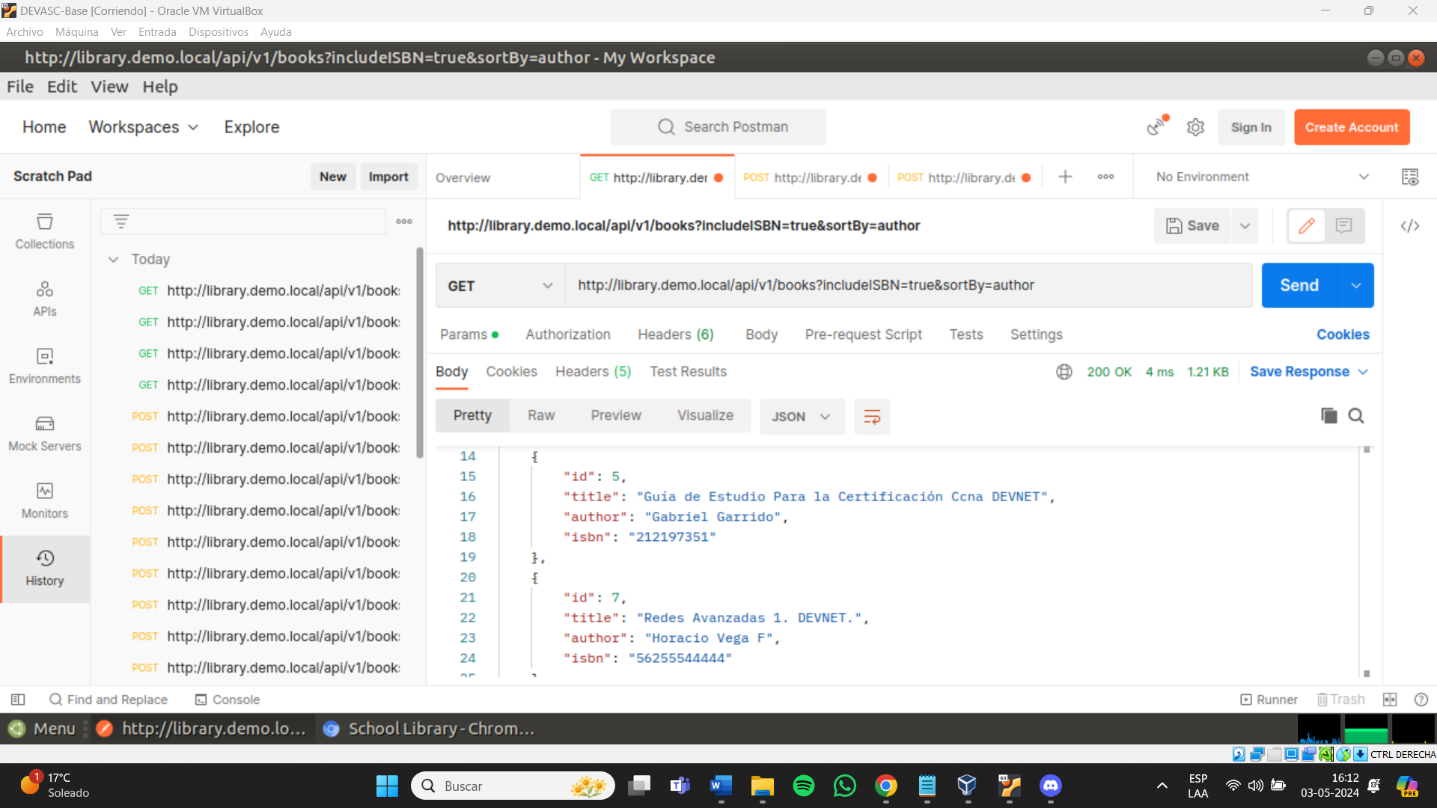 DEVASC-Base [Corriendo] - Oracle VM VirtualBox
Archivo Máquina Ver Entrada Dispositivos Ayuda
http://library.demo.local/api/v1/books?includeISBN=true&sortBy=author - My Workspace
File Edit View Help
Home Workspaces Explore Search Postman Sign In Create Account
Scratch Pad New Import
Overview GET http://library.der POST http://library.de POST http://library.de No Environment
Collections
APIs
Environments
Mock Servers
Monitors
History
Today
GET http://library.demo.local/api/v1/book:
GET http://library.demo.local/api/v1/book:
GET http://library.demo.local/api/v1/book:
GET http://library.demo.local/api/v1/book:
POST http://library.demo.local/api/v1/book:
POST http://library.demo.local/api/v1/book:
POST http://library.demo.local/api/v1/book:
POST http://library.demo.local/api/v1/book:
POST http://library.demo.local/api/v1/book:
POST http://library.demo.local/api/v1/book:
POST http://library.demo.local/api/v1/book:
POST http://library.demo.local/api/v1/book:
POST http://library.demo.local/api/v1/book:
http://library.demo.local/api/v1/books?includeISBN=true&sortBy=author Save
GET http://library.demo.local/api/v1/books?includeISBN=true&sortBy=author Send
Params Authorization Headers (6) Body Pre-request Script Tests Settings Cookies
Body Cookies Headers (5) Test Results 200 OK 4 ms 1.21 KB Save Response
Pretty Raw Preview Visualize JSON
14 {
15 "id": 5,
16 "title": "Guía de Estudio Para la Certificación Ccna DEVNET",
17 "author": "Gabriel Garrido",
18 "isbn": "212197351"
19 },
20 {
21 "id": 7,
22 "title": "Redes Avanzadas 1. DEVNET.",
23 "author": "Horacio Vega F",
24 "isbn": "56255544444"
Find and Replace Console Runner Trash
Menu http://library.demo.lo... School Library - Chrom...
CTRL DERECHA
1 17°C
Soleado
Buscar
ESP
LAA
16:12
03-05-2024
PRE